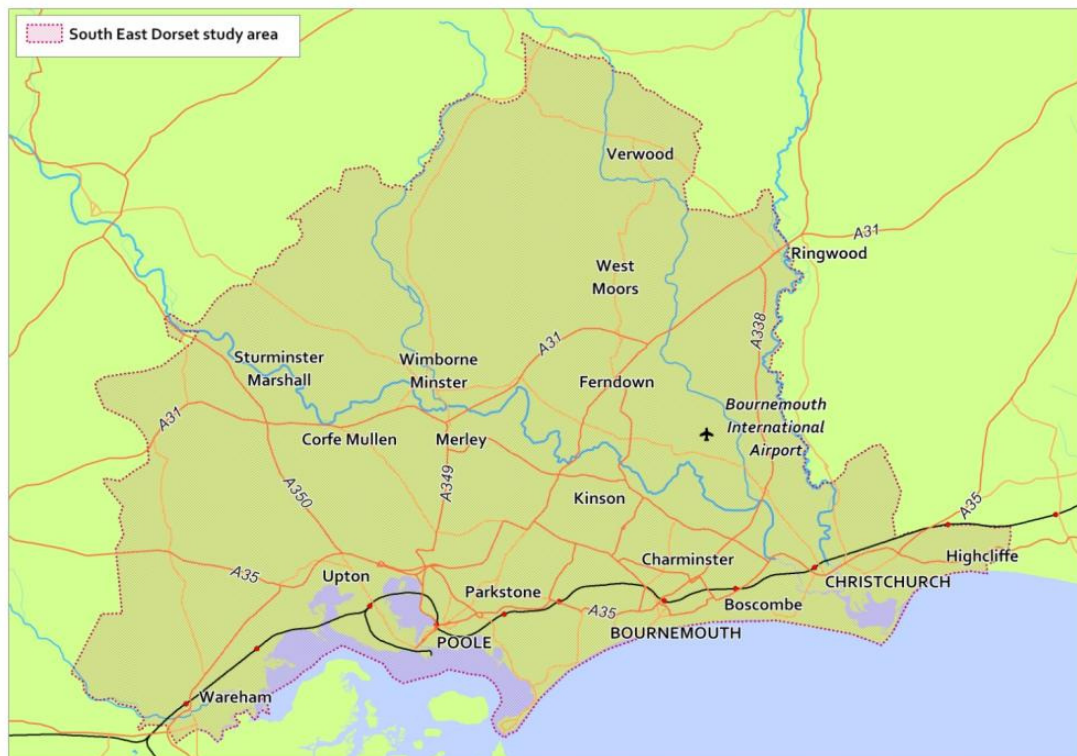 South East Dorset study area
Verwood
A31
Ringwood
West
Moors
A338
A31
Sturminster
Marshall
Wimborne
Minster
Ferndown
Bournemouth
International
Airport
A31
Corfe Mullen
Merley
A350
A349
Kinson
A35
Charminster
Highcliffe
A35
Upton
Parkstone
CHRISTCHURCH
Boscombe
A35
BOURNEMOUTH
POOLE
Wareham